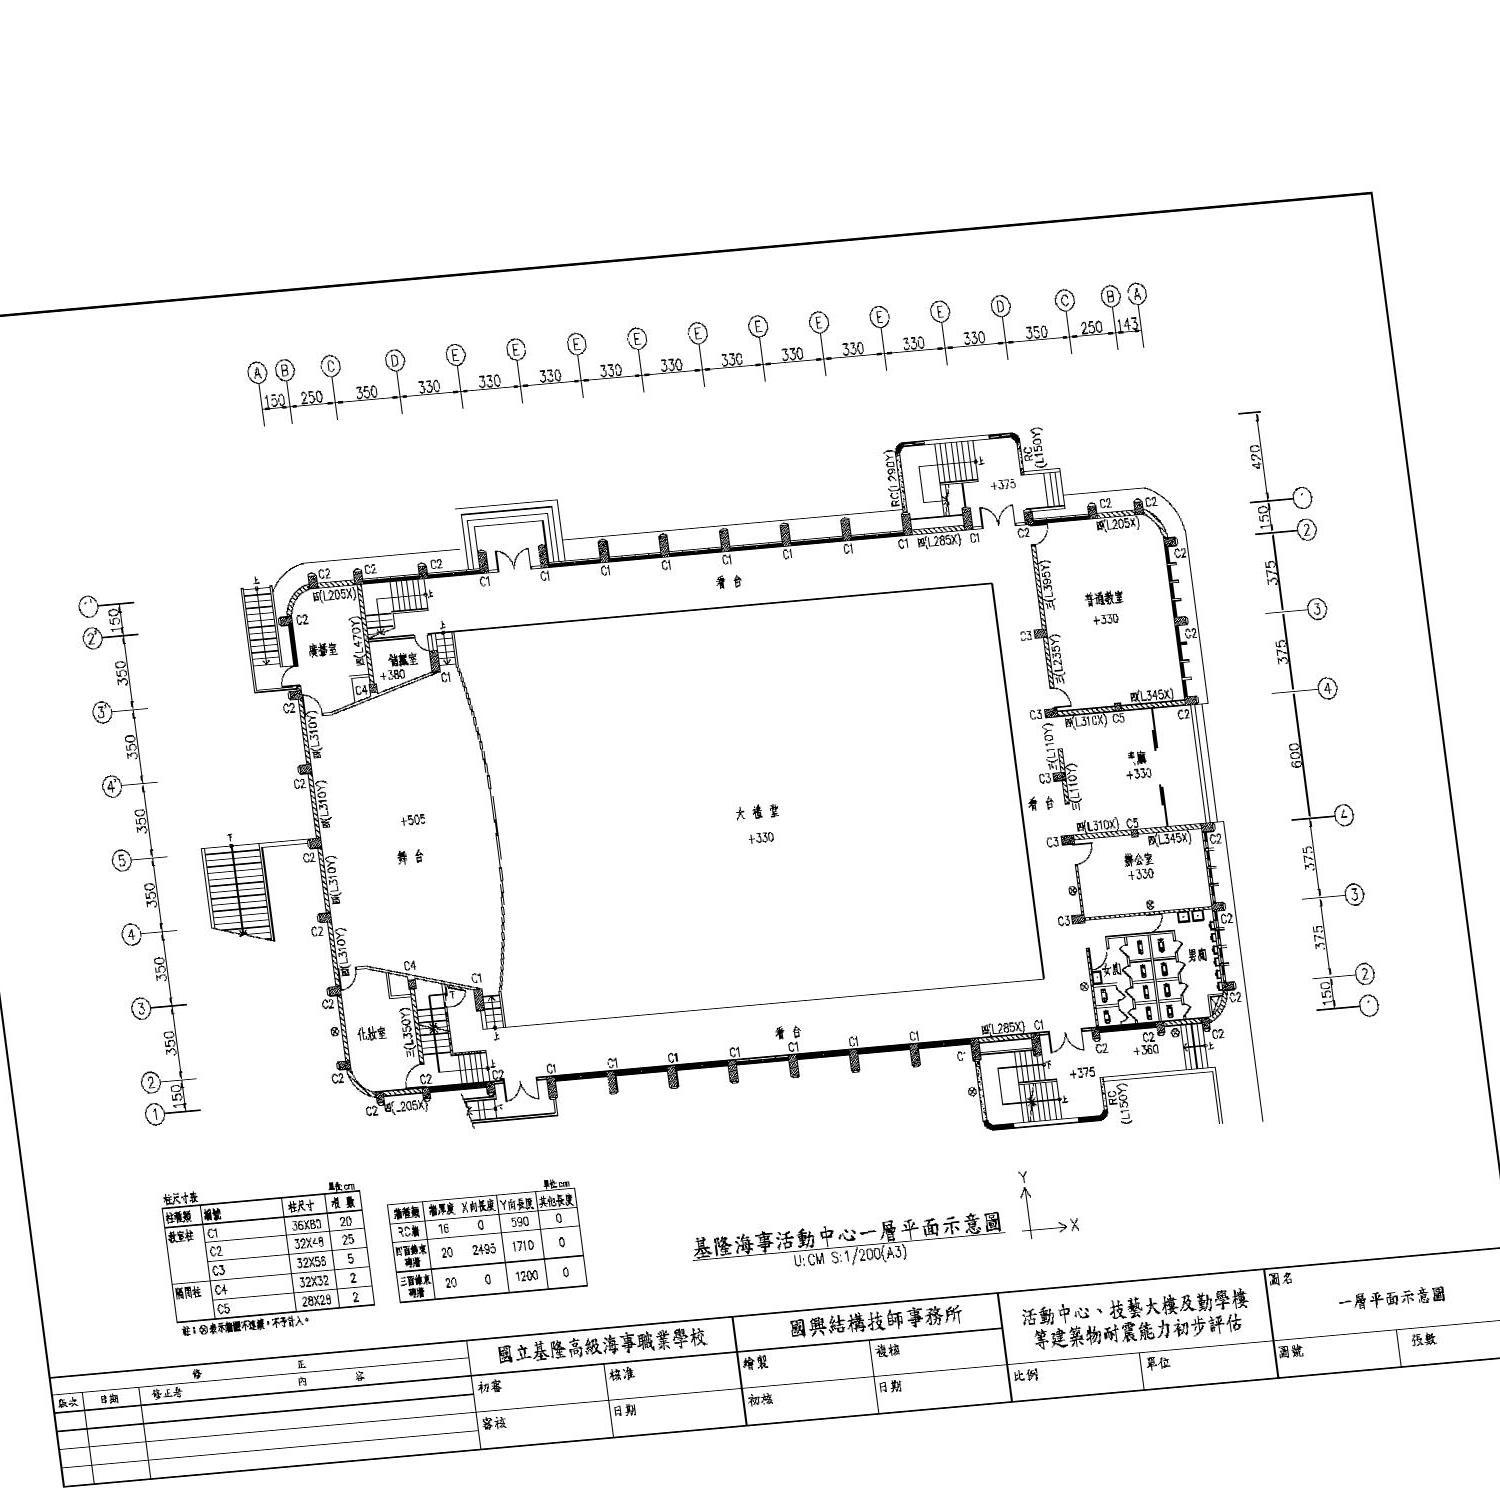 A B C D E E E E E E E E E D C B A
150 250 350 330 330 330 330 330 330 330 330 330 330 350 250 143
420
150
375
375
600
375
375
150
1' 2 3 4 4 3 2 1'
1' 2' 3' 4' 5 4 3 2 1
150
350
350
350
350
350
350
150
RC(L290Y)
RC
(L150Y)
上
+375
C2 C2
C1 四(L285X) C1 C2 四(L205X)
C1 C1 C1 C1 C1 C1 C1
看台
C2 C2 C2
四(L205X)
上
C2
廣播室
四(L470Y)
儲藏室
+380
C4
C1
C2
三(L395Y)
普通教室
+330
C2
C3
C2
三(L235Y)
四(L345X)
C3
四(L310X) C5
C2
三(L110Y)
+330
C3
三(L110Y)
看台
四(L310X) C5
C3
四(L345X)
C2
辦公室
+330
C3
C2
男廁
女廁
C2
C2
四(L310Y)
C2
四(L310Y)
+505
舞台
大禮堂
+330
下
C2
四(L310Y)
C2
四(L310Y)
C2
C4
C1
化妝室
三(L350Y)
C2
C2
C2
C2
四(L205X)
看台
C1 C1 C1 C1 C1 C1 C1
四(L285X)
C1
C2 C2 C2
+360
+375
RC
(L150Y)
柱尺寸表
單位:cm
柱種類 編號 柱尺寸 根數
教室柱 C1 36X80 20
C2 32X48 25
C3 32X56 5
隔間柱 C4 32X32 2
C5 28X28 2
註:⊗表示牆體不連續,不予計入。
單位:cm
牆種類 牆厚度 X向長度 Y向長度 其他長度
RC牆 16 0 590 0
四面圍束磚牆 20 2495 1710 0
三面圍束磚牆 20 0 1200 0
Y
X
基隆海事活動中心一層平面示意圖
U:CM S:1/200(A3)
修正
內容
版次 日期 修正者
國立基隆高級海事職業學校
初審 核准
審核 日期
國興結構技師事務所
繪製 複核
初核 日期
活動中心、技藝大樓及勤學樓
等建築物耐震能力初步評估
比例 單位
圖名
一層平面示意圖
圖號 張數